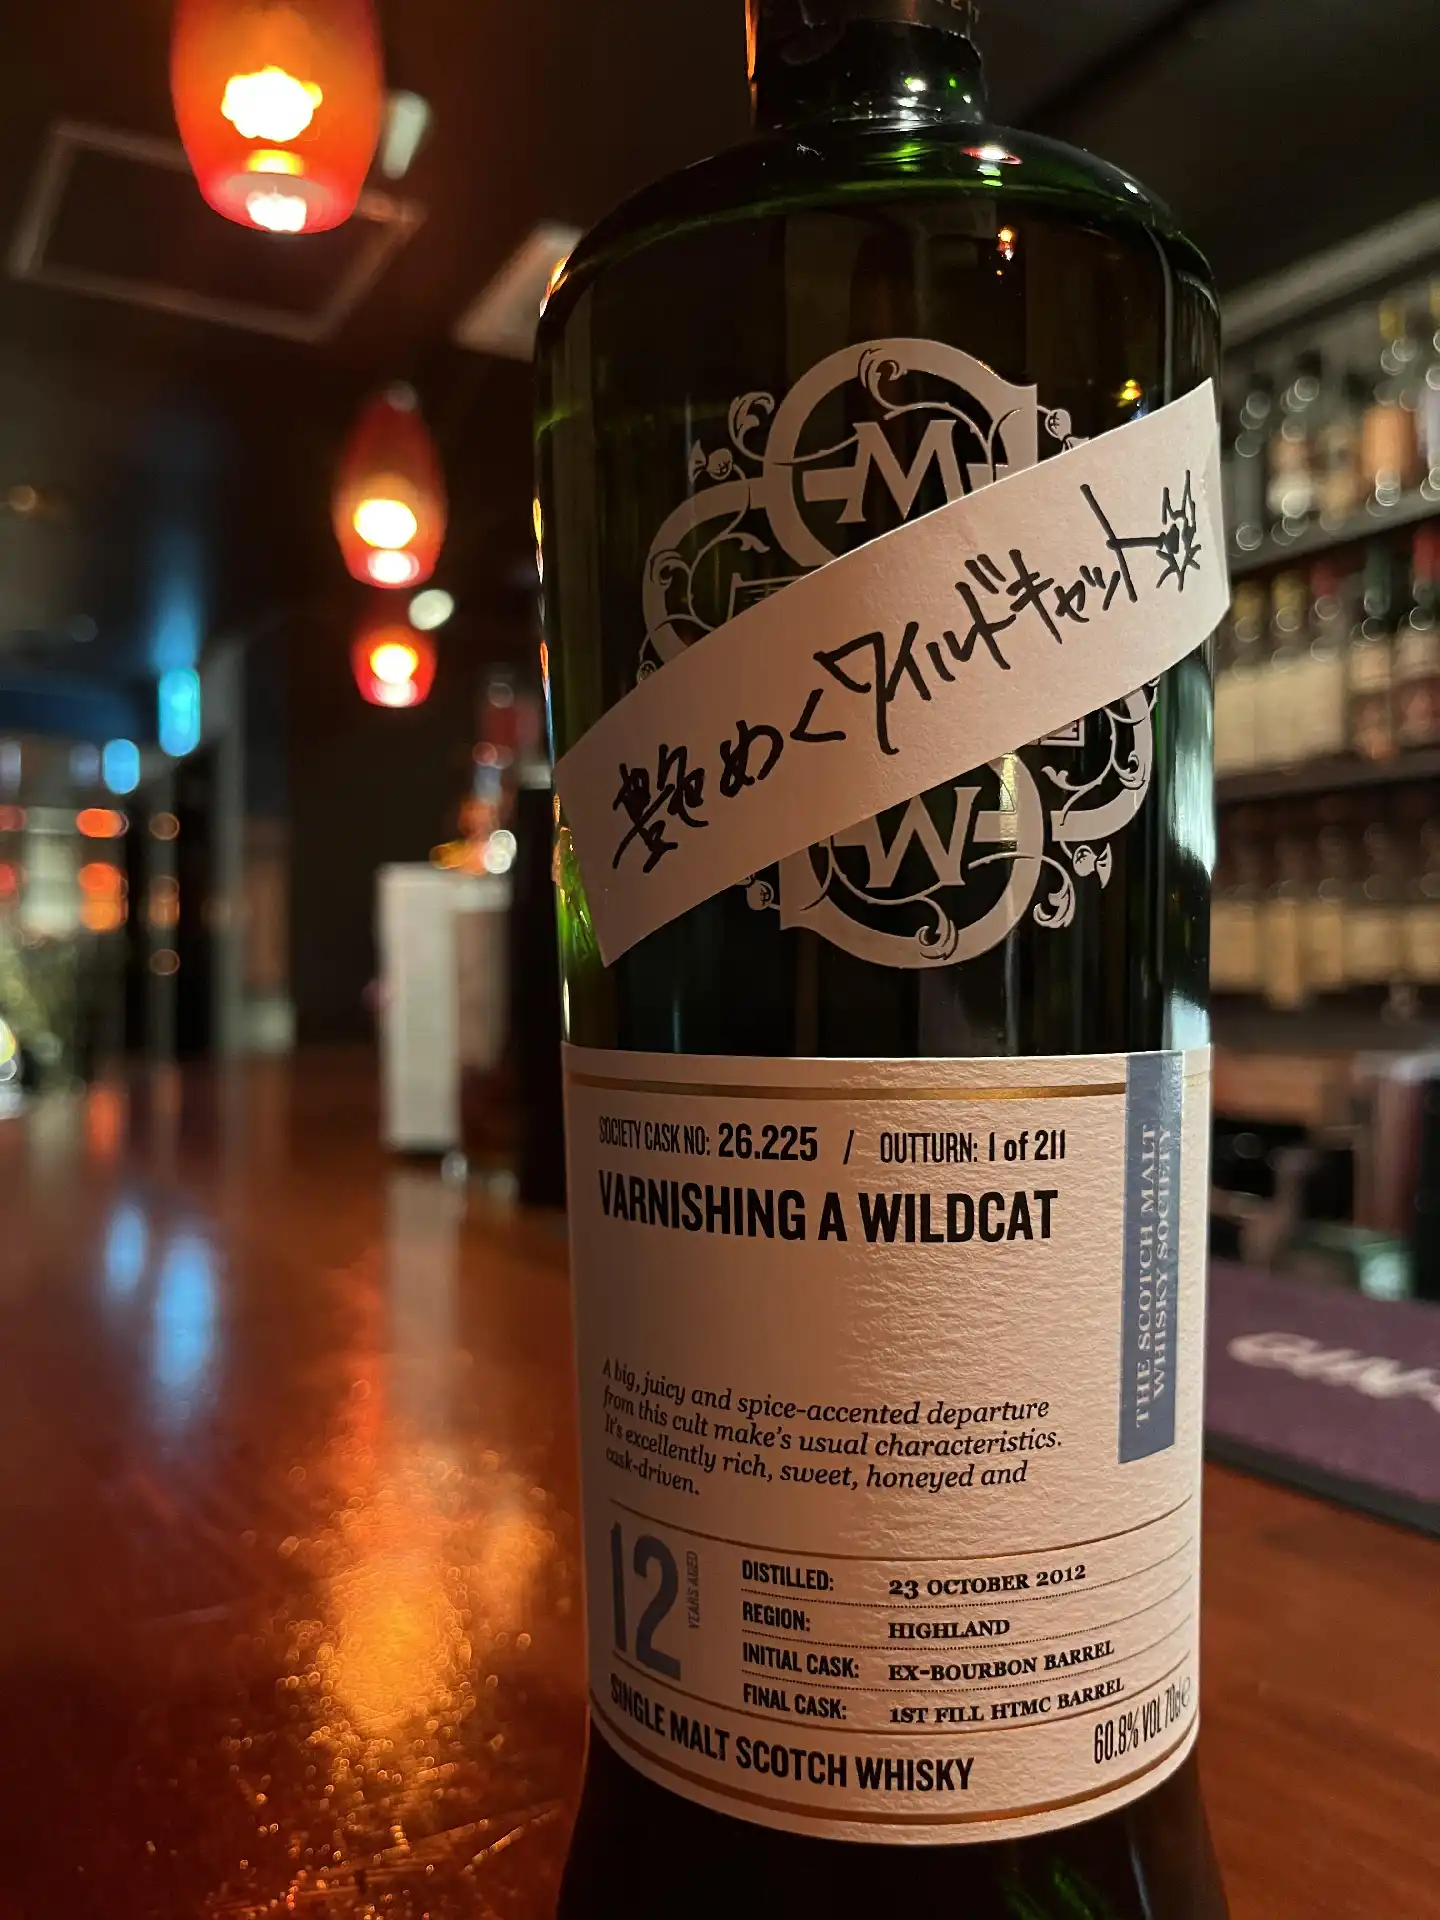 M
艶めくワイルドキャット
W
SOCIETY CASK NO: 26.225 / OUTTURN: 1 of 211
VARNISHING A WILDCAT
THE SCOTCH MALT
WHISKY SOCIETY
A big, juicy and spice-accented departure
from this cult make's usual characteristics.
It's excellently rich, sweet, honeyed and
cask-driven.
12
YEARS AGED
DISTILLED: 23 OCTOBER 2012
REGION: HIGHLAND
INITIAL CASK: EX-BOURBON BARREL
FINAL CASK: 1ST FILL HTMC BARREL
SINGLE MALT SCOTCH WHISKY
60.8% VOL 70cl e